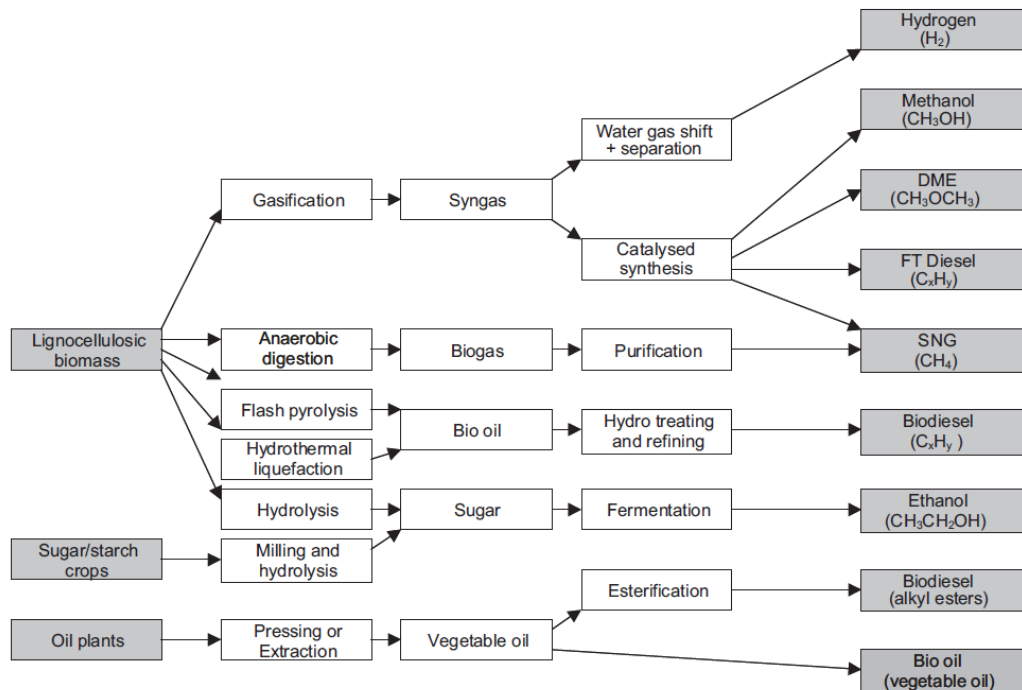 Hydrogen
(H₂)
Methanol
(CH₃OH)
Water gas shift
+ separation
DME
(CH₃OCH₃)
Gasification
Syngas
Catalysed
synthesis
FT Diesel
(CₓHᵧ)
Lignocellulosic
biomass
Anaerobic
digestion
Biogas
Purification
SNG
(CH₄)
Flash pyrolysis
Hydrothermal
liquefaction
Bio oil
Hydro treating
and refining
Biodiesel
(CₓHᵧ )
Hydrolysis
Sugar
Fermentation
Ethanol
(CH₃CH₂OH)
Sugar/starch
crops
Milling and
hydrolysis
Esterification
Biodiesel
(alkyl esters)
Oil plants
Pressing or
Extraction
Vegetable oil
Bio oil
(vegetable oil)